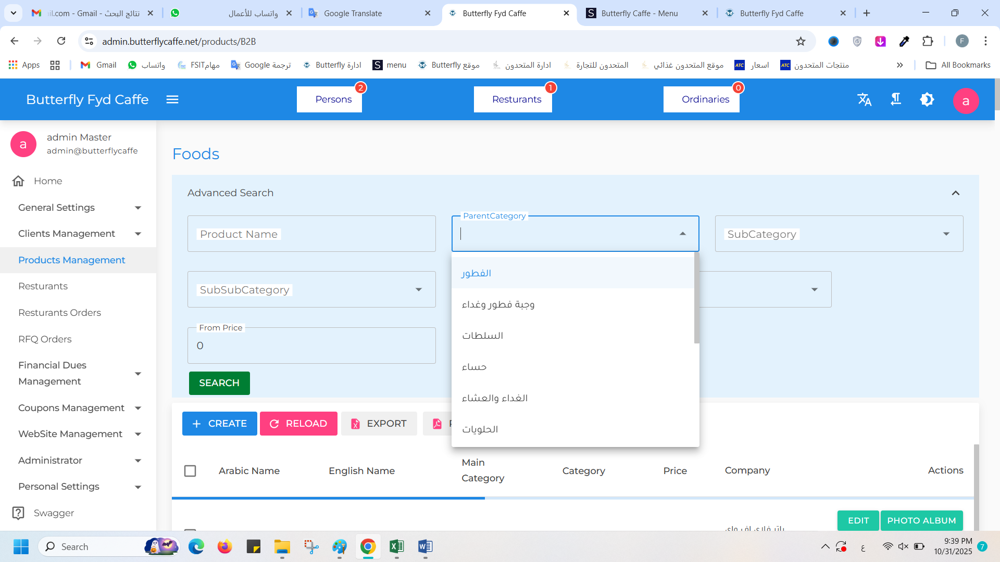 نتائج البحث - il.com - Gmail
واتساب للأعمال
Google Translate
Butterfly Fyd Caffe
Butterfly Caffe - Menu
Butterfly Fyd Caffe
admin.butterflycaffe.net/products/B2B
F
Apps
Gmail
واتساب
مهامFSIT
ترجمة Google
ادارة Butterfly
menu
موقع Butterfly
ادارة المتحدون
المتحدون للتجارة
موقع المتحدون غذائي
ATC
اسعار
ATC
منتجات المتحدون
All Bookmarks
Butterfly Fyd Caffe
Persons
2
Resturants
1
Ordinaries
0
a
a
admin Master
admin@butterflycaffe
Home
General Settings
Clients Management
Products Management
Resturants
Resturants Orders
RFQ Orders
Financial Dues
Management
Coupons Management
WebSite Management
Administrator
Personal Settings
Swagger
Foods
Advanced Search
Product Name
ParentCategory
SubCategory
SubSubCategory
From Price
0
SEARCH
الفطور
وجبة فطور وغداء
السلطات
حساء
الغداء والعشاء
الحلويات
CREATE
RELOAD
EXPORT
Arabic Name
English Name
Main
Category
Category
Price
Company
Actions
EDIT
PHOTO ALBUM
Search
ع
9:39 PM
10/31/2025
7